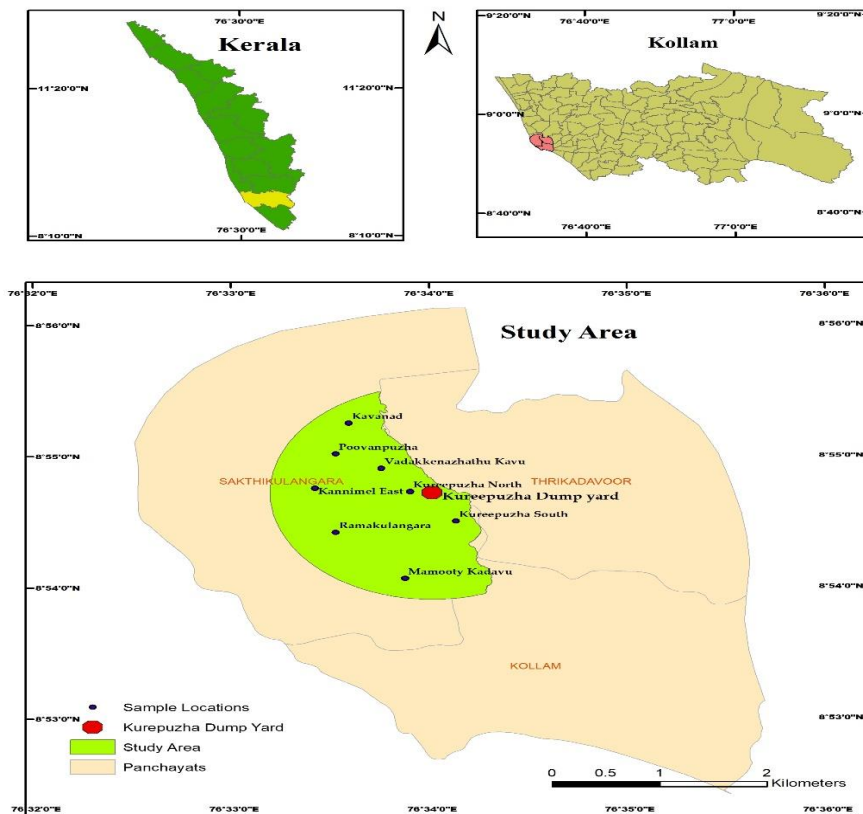 76°30'0"N
Kerala
11°20'0"N
11°20'0"N
8°10'0"N
8°10'0"N
76°30'0"N
N
9°20'0"N
76°40'0"N
77°0'0"N
9°20'0"N
Kollam
9°0'0"N
9°0'0"N
8°40'0"N
8°40'0"N
76°40'0"N
77°0'0"N
76°32'0"N
76°33'0"N
76°34'0"N
76°35'0"N
76°36'0"N
8°56'0"N
8°56'0"N
Study Area
Kavanad
8°55'0"N
8°55'0"N
Poovanpuzha
Vadakkenazhathu Kavu
SAKTHIKULANGARA
THRIKADAVOOR
Kannimel East
Kureepuzha North
Kureepuzha Dump yard
Kureepuzha South
Ramakulangara
Mamooty Kadavu
8°54'0"N
8°54'0"N
KOLLAM
Sample Locations
Kurepuzha Dump Yard
Study Area
Panchayats
8°53'0"N
8°53'0"N
0 0.5 1 2
Kilometers
76°32'0"N
76°33'0"N
76°34'0"N
76°35'0"N
76°36'0"N